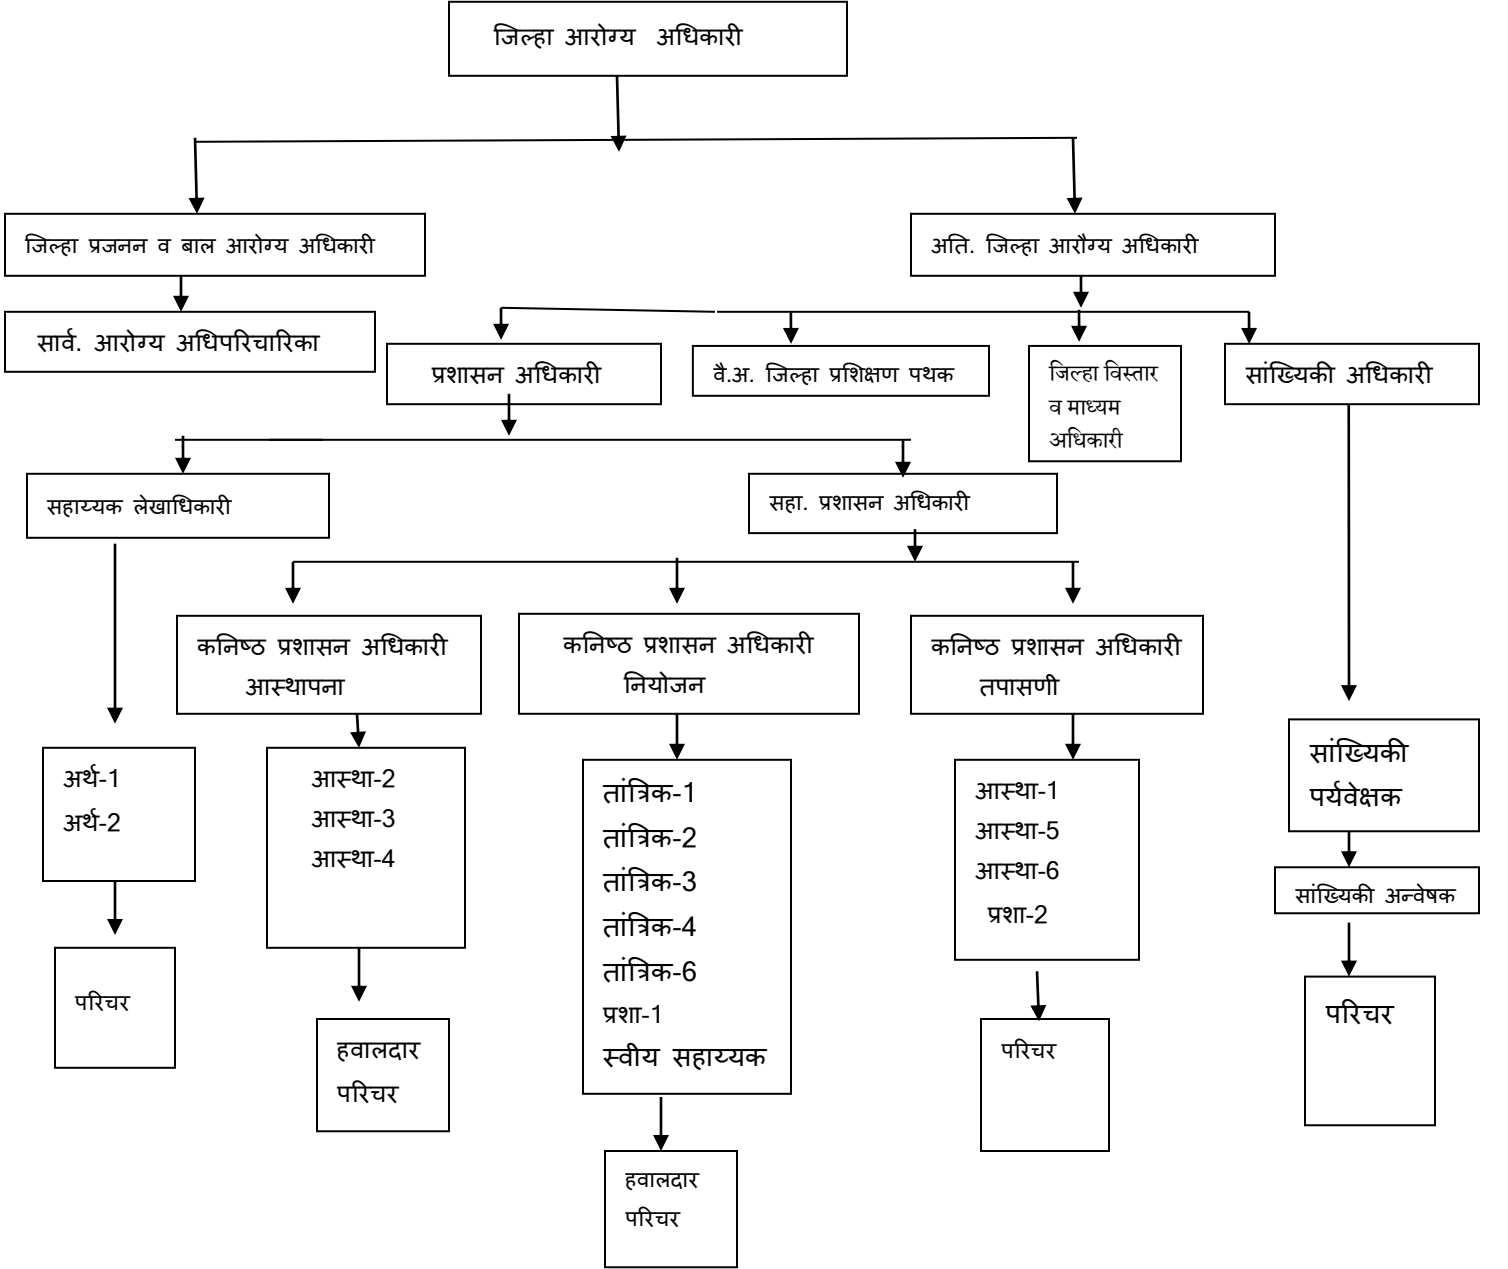 जिल्हा आरोग्य अधिकारी
जिल्हा प्रजनन व बाल आरोग्य अधिकारी
अति. जिल्हा आरौग्य अधिकारी
सार्व. आरोग्य अधिपरिचारिका
प्रशासन अधिकारी
वै.अ. जिल्हा प्रशिक्षण पथक
जिल्हा विस्तार
व माध्यम
अधिकारी
सांख्यिकी अधिकारी
सहाय्यक लेखाधिकारी
सहा. प्रशासन अधिकारी
कनिष्ठ प्रशासन अधिकारी
आस्थापना
कनिष्ठ प्रशासन अधिकारी
नियोजन
कनिष्ठ प्रशासन अधिकारी
तपासणी
अर्थ-1
अर्थ-2
आस्था-2
आस्था-3
आस्था-4
तांत्रिक-1
तांत्रिक-2
तांत्रिक-3
तांत्रिक-4
तांत्रिक-6
प्रशा-1
स्वीय सहाय्यक
आस्था-1
आस्था-5
आस्था-6
प्रशा-2
सांख्यिकी
पर्यवेक्षक
सांख्यिकी अन्वेषक
परिचर
हवालदार
परिचर
हवालदार
परिचर
परिचर
परिचर